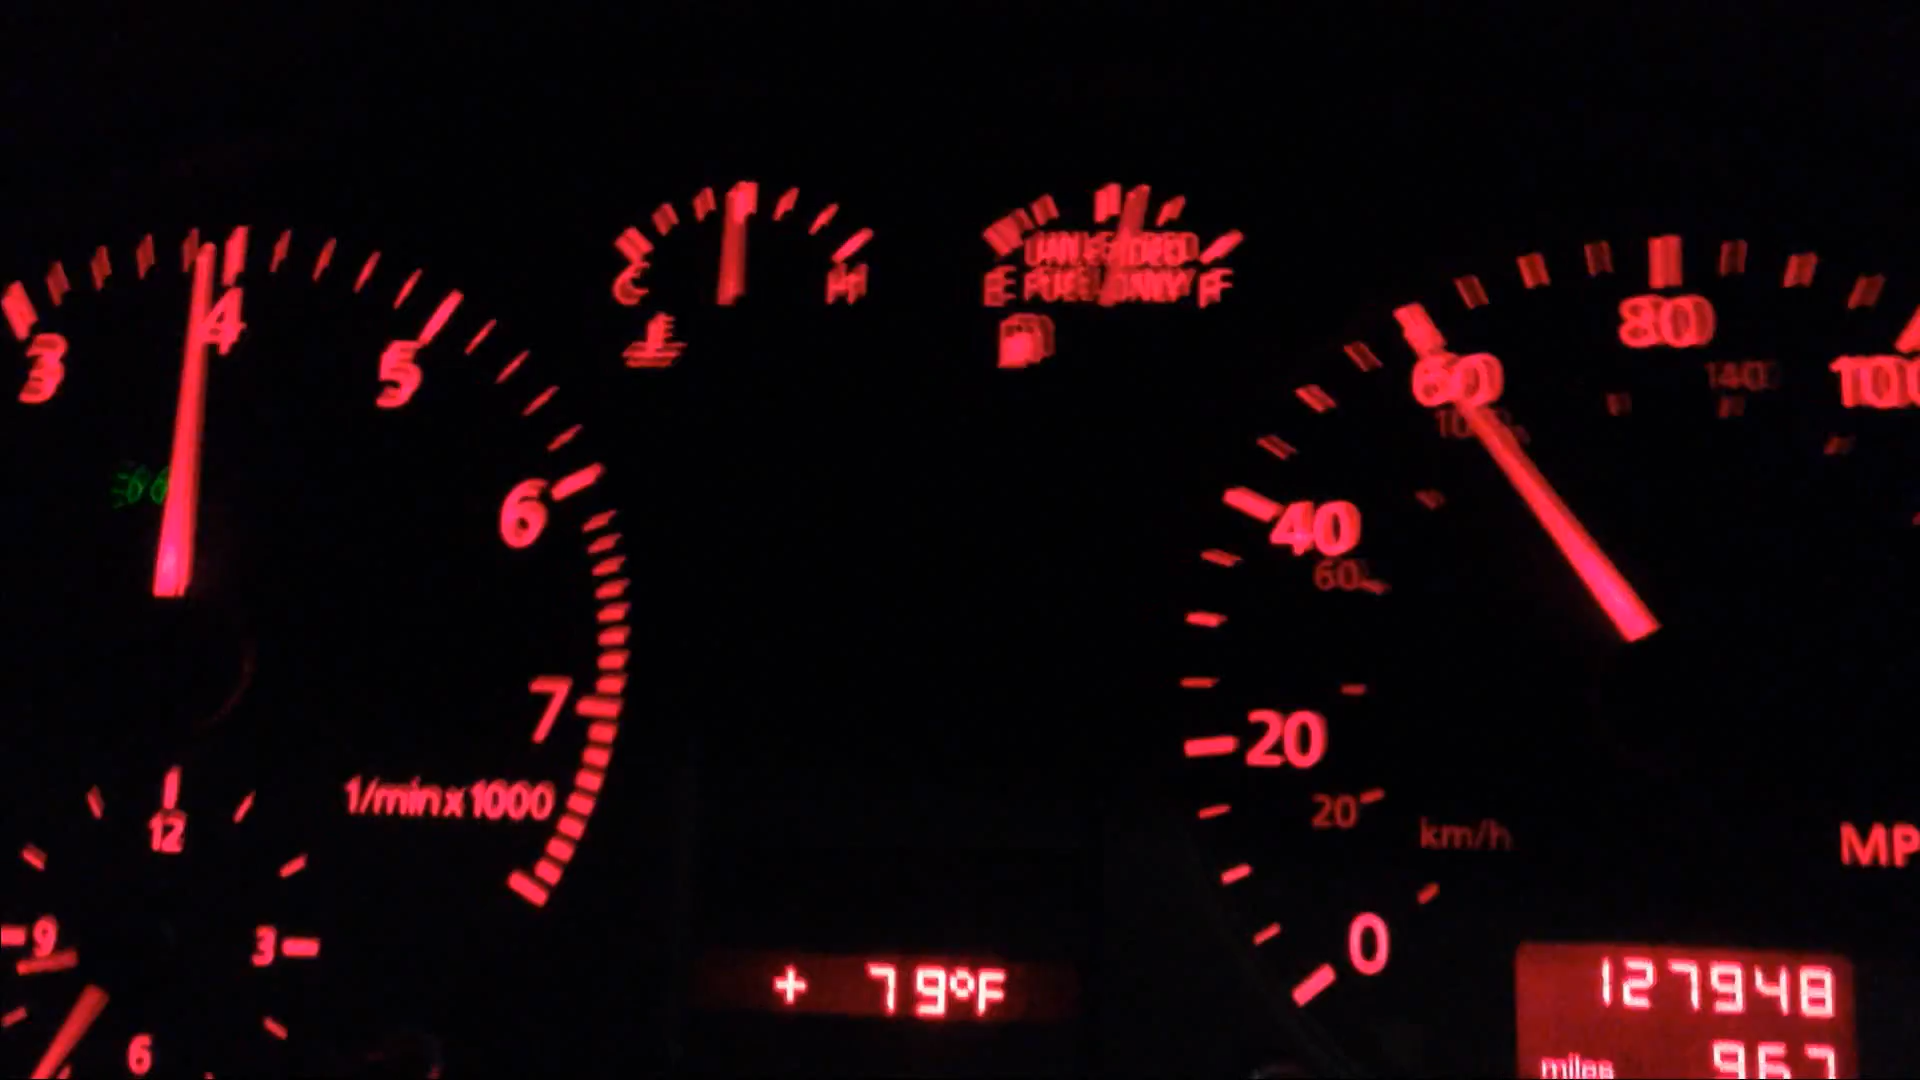 3 4 5 6 7
1/min x 1000
12 3 6 9
C H
UNLEADED
FUEL ONLY
E F
+ 79°F
0 20 40 60 80 100
20 60 100 140
km/h
MP
127948
miles 967